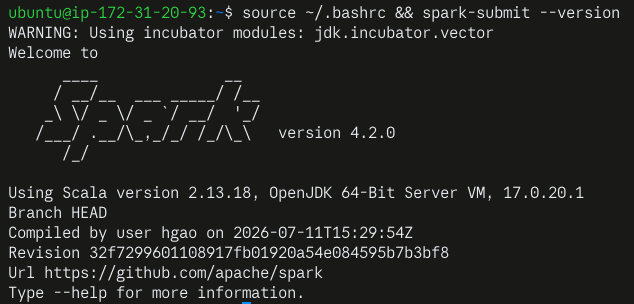 ubuntu@ip-172-31-20-93:~$ source ~/.bashrc && spark-submit --version
WARNING: Using incubator modules: jdk.incubator.vector
Welcome to
      ____              __
     / __/__  ___ _____/ /__
    _\ \/ _ \/ _ `/ __/  '_/
   /___/ .__/\_,_/_/ /_/\_\   version 4.2.0
      /_/
Using Scala version 2.13.18, OpenJDK 64-Bit Server VM, 17.0.20.1
Branch HEAD
Compiled by user hgao on 2026-07-11T15:29:54Z
Revision 32f7299601108917fb01920a54e084595b7b3bf8
Url https://github.com/apache/spark
Type --help for more information.